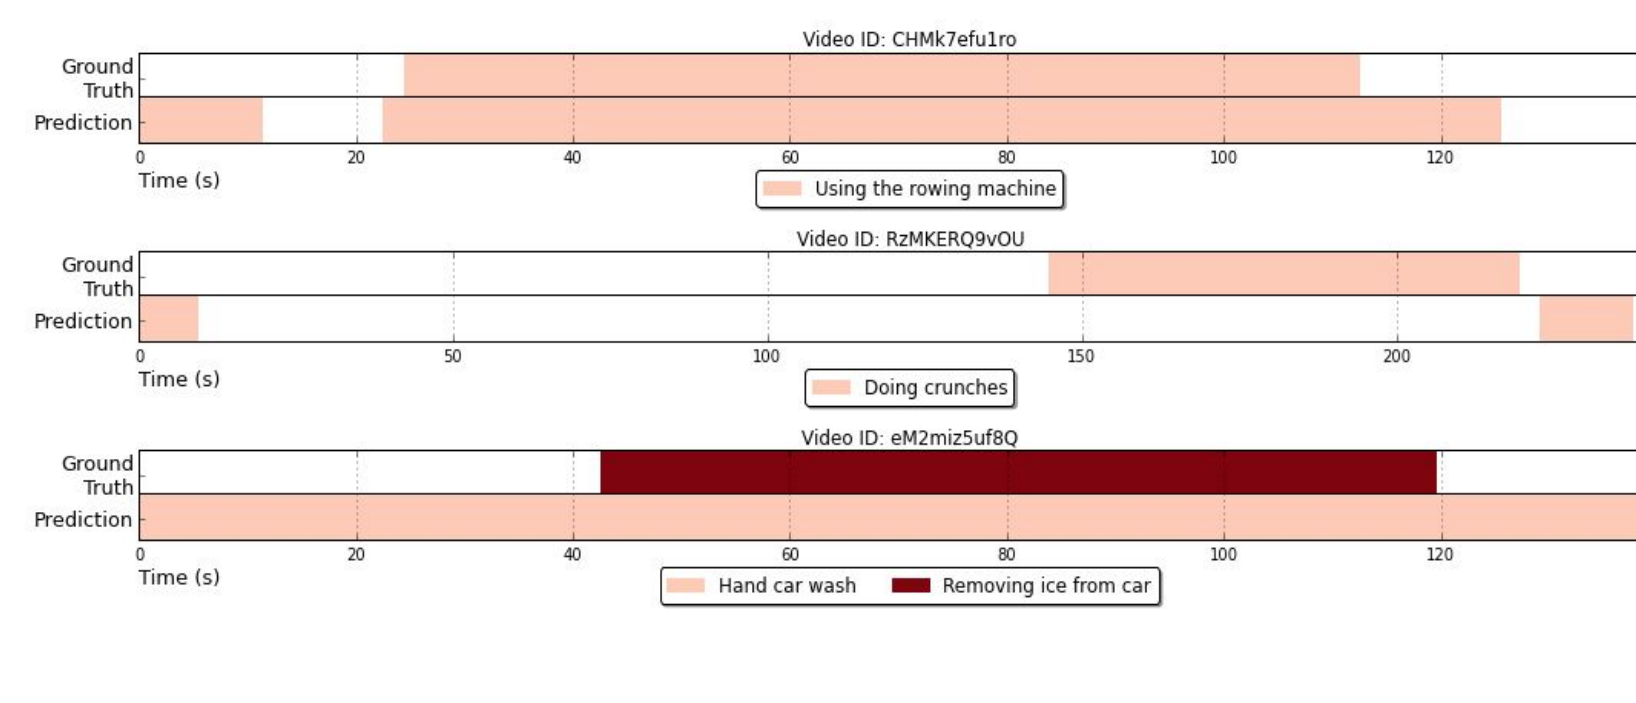 Video ID: CHMk7efu1ro
Ground
Truth
Prediction
0 20 40 60 80 100 120
Time (s)
Using the rowing machine
Video ID: RzMKERQ9vOU
Ground
Truth
Prediction
0 50 100 150 200
Time (s)
Doing crunches
Video ID: eM2miz5uf8Q
Ground
Truth
Prediction
0 20 40 60 80 100 120
Time (s)
Hand car wash Removing ice from car